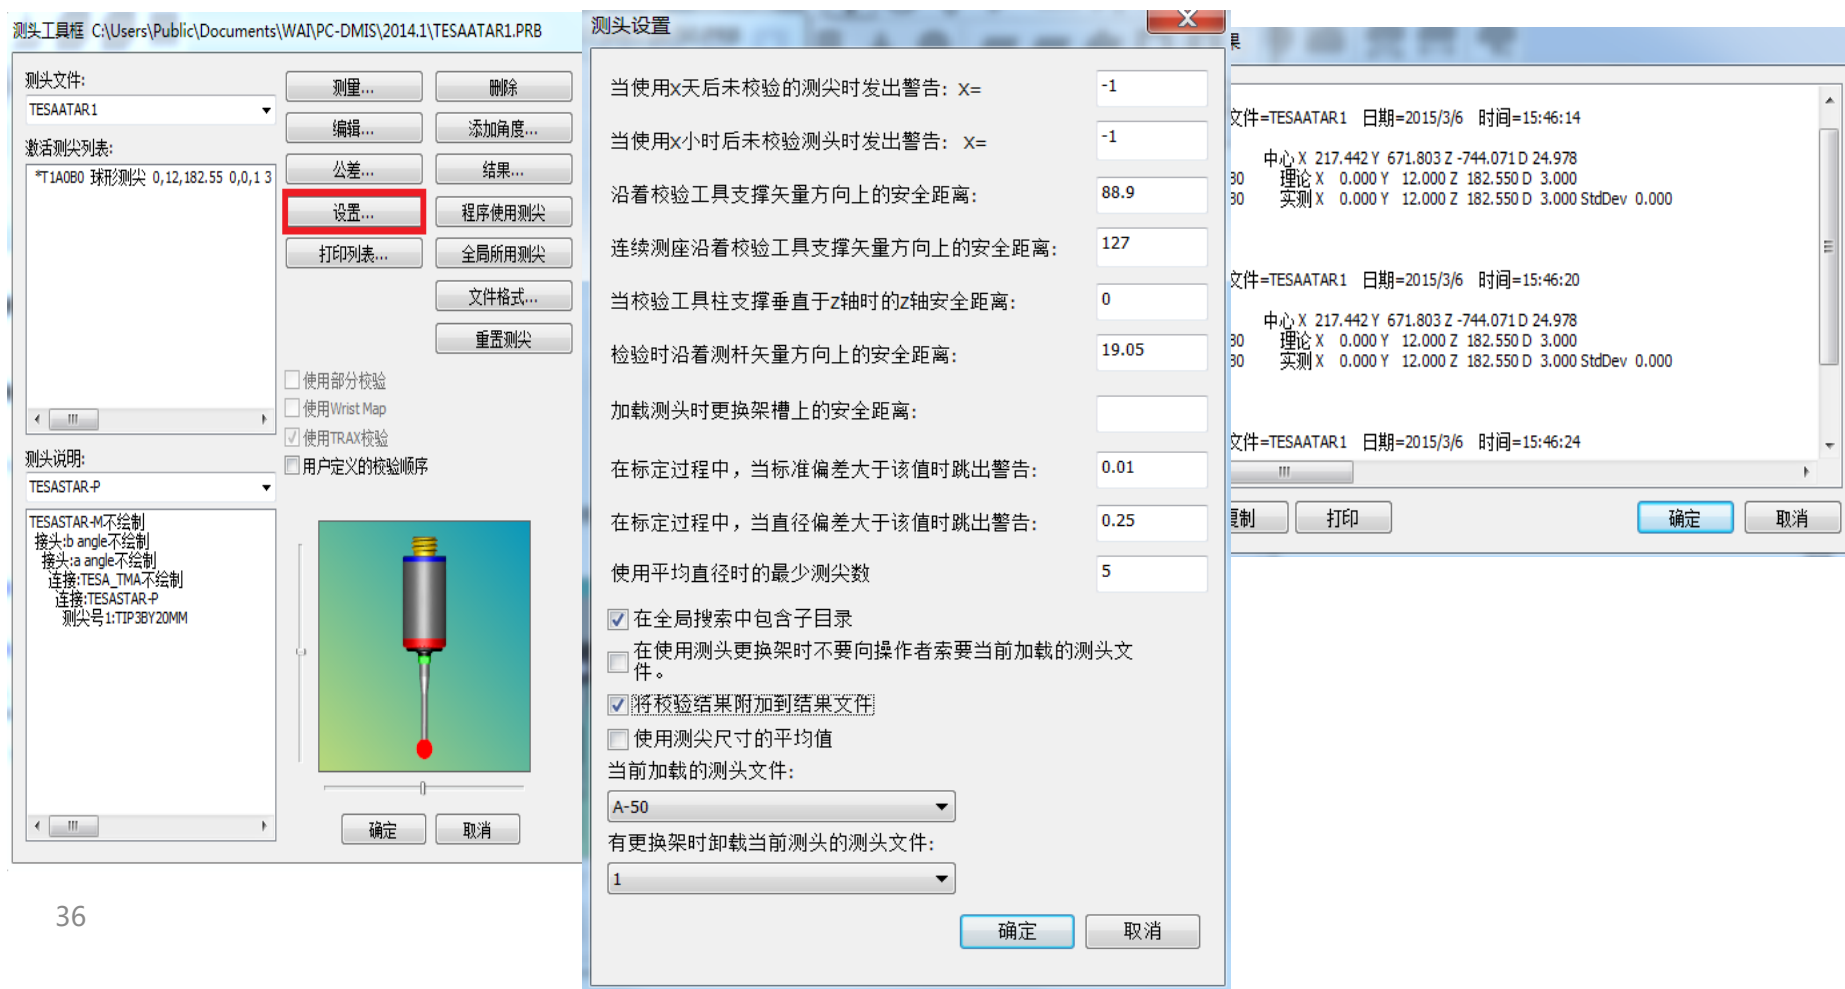 测头工具框 C:\Users\Public\Documents\WAI\PC-DMIS\2014.1\TESAATAR1.PRB
测头文件:
TESAATAR1
激活测尖列表:
*T1A0B0 球形测尖 0,12,182.55 0,0,1 3
测量...
删除
编辑...
添加角度...
公差...
结果...
设置...
程序使用测尖
打印列表...
全局所用测尖
文件格式...
重置测尖
使用部分校验
使用Wrist Map
使用TRAX校验
用户定义的校验顺序
测头说明:
TESASTAR-P
TESASTAR-M不绘制
接头:b angle不绘制
接头:a angle不绘制
连接:TESA_TMA不绘制
连接:TESASTAR-P
测尖号1:TIP3BY20MM
确定
取消
36
测头设置
当使用X天后未校验的测尖时发出警告: X=
-1
当使用X小时后未校验测头时发出警告: X=
-1
沿着校验工具支撑矢量方向上的安全距离:
88.9
连续测座沿着校验工具支撑矢量方向上的安全距离:
127
当校验工具柱支撑垂直于Z轴时的Z轴安全距离:
0
检验时沿着测杆矢量方向上的安全距离:
19.05
加载测头时更换架槽上的安全距离:
在标定过程中，当标准偏差大于该值时跳出警告:
0.01
在标定过程中，当直径偏差大于该值时跳出警告:
0.25
使用平均直径时的最少测尖数
5
在全局搜索中包含子目录
在使用测头更换架时不要向操作者索要当前加载的测头文
件。
将校验结果附加到结果文件
使用测尖尺寸的平均值
当前加载的测头文件:
A-50
有更换架时卸载当前测头的测头文件:
1
确定
取消
果
文件=TESAATAR1 日期=2015/3/6 时间=15:46:14
中心 X 217.442 Y 671.803 Z -744.071 D 24.978
B0 理论 X 0.000 Y 12.000 Z 182.550 D 3.000
B0 实测 X 0.000 Y 12.000 Z 182.550 D 3.000 StdDev 0.000
文件=TESAATAR1 日期=2015/3/6 时间=15:46:20
中心 X 217.442 Y 671.803 Z -744.071 D 24.978
B0 理论 X 0.000 Y 12.000 Z 182.550 D 3.000
B0 实测 X 0.000 Y 12.000 Z 182.550 D 3.000 StdDev 0.000
文件=TESAATAR1 日期=2015/3/6 时间=15:46:24
复制
打印
确定
取消